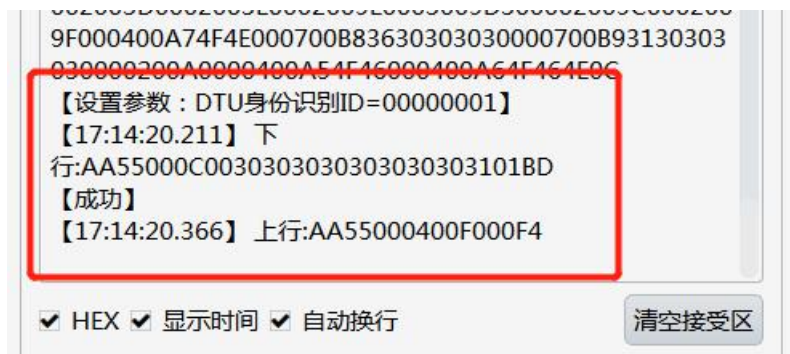 9F000400A74F4E000700B83630303030000700B93130303
030000200A0000400A54F46000400A64F464E0C
【设置参数：DTU身份识别ID=00000001】
【17:14:20.211】 下
行:AA55000C0030303030303030303101BD
【成功】
【17:14:20.366】 上行:AA55000400F000F4
HEX 显示时间 自动换行 清空接受区